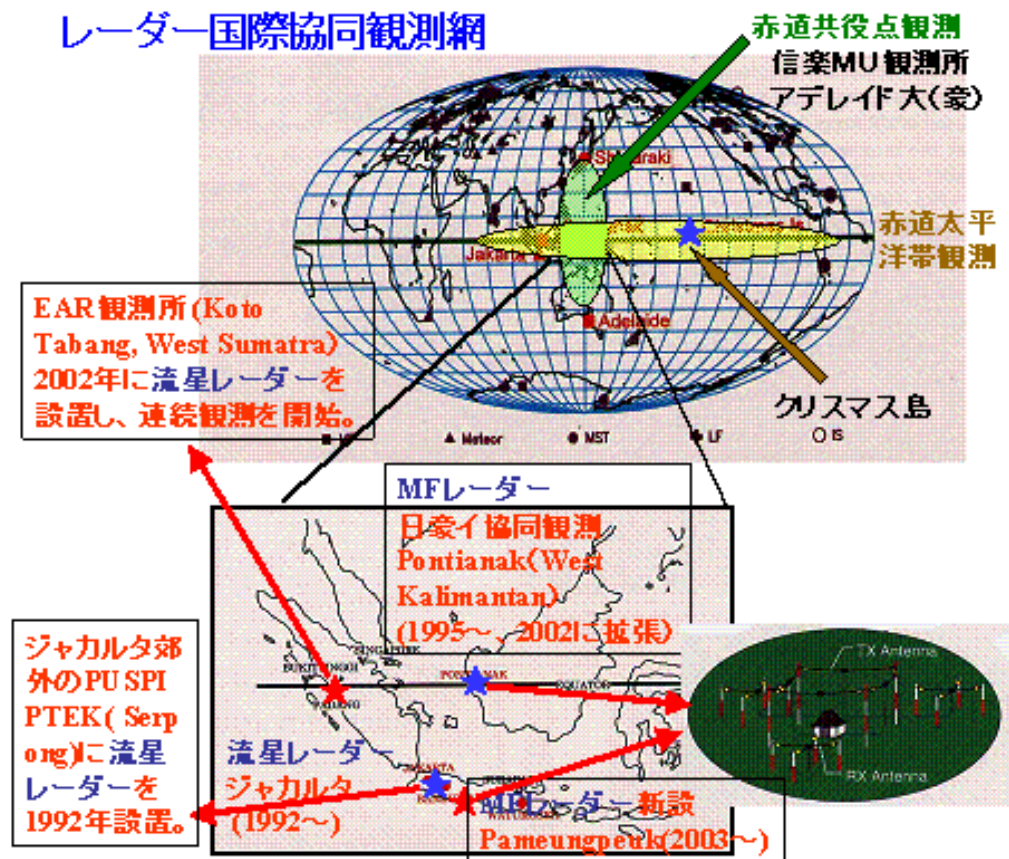 レーダー国際協同観測網
赤道共役点観測
信楽MU観測所
アデレイド大(豪)
Shigaraki
赤道太平
洋帯観測
Christmas Is
Jakarta
Adelaide
クリスマス島
EAR観測所(Koto
Tabang, West Sumatra)
2002年に流星レーダーを
設置し、連続観測を開始。
▲ Meteor
● MST
LF
○ IS
MFレーダー
日豪イ協同観測
Pontianak(West
Kalimantan)
(1995~、2002に拡張)
SINGAPORE
BUKITTINGGI
PADANG
PONTIANAK
EQUATOR
TX Antenna
RX Antenna
ジャカルタ郊
外のPUSPI
PTEK( Serp
ong)に流星
レーダーを
1992年設置。
流星レーダー
ジャカルタ
(1992~)
JAKARTA
MFレーダー新設
Pameungpeuk(2003~)